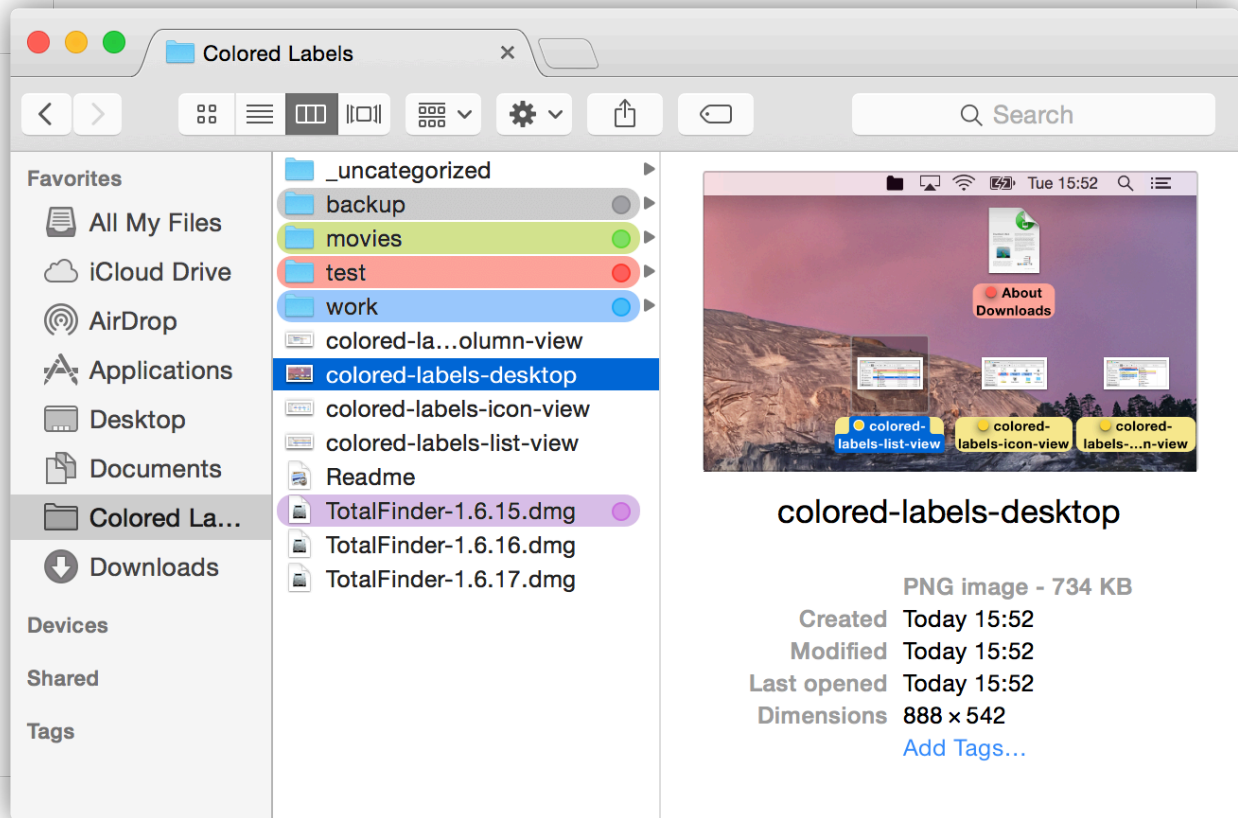 Colored Labels
Search
Favorites
All My Files
iCloud Drive
AirDrop
Applications
Desktop
Documents
Colored La...
Downloads
Devices
Shared
Tags
_uncategorized
backup
movies
test
work
colored-la...olumn-view
colored-labels-desktop
colored-labels-icon-view
colored-labels-list-view
Readme
TotalFinder-1.6.15.dmg
TotalFinder-1.6.16.dmg
TotalFinder-1.6.17.dmg
Tue 15:52
About
Downloads
colored-
labels-list-view
colored-
labels-icon-view
colored-
labels-...n-view
colored-labels-desktop
PNG image - 734 KB
Created Today 15:52
Modified Today 15:52
Last opened Today 15:52
Dimensions 888 × 542
Add Tags...